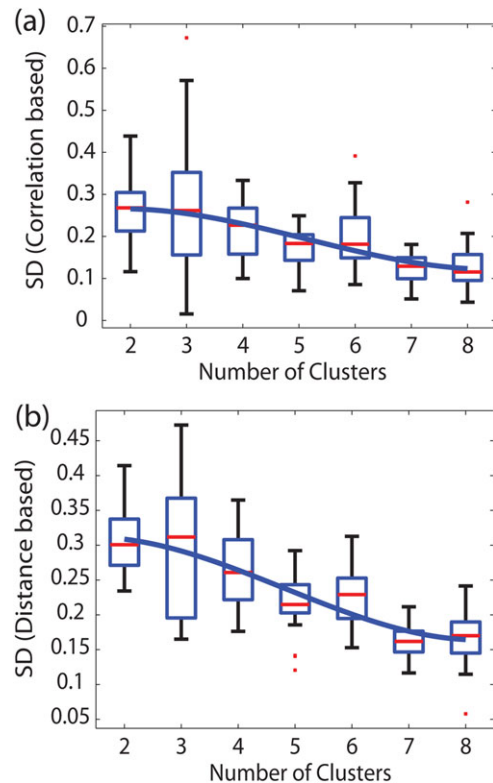 (a)
SD (Correlation based)
0.7
0.6
0.5
0.4
0.3
0.2
0.1
0
2 3 4 5 6 7 8
Number of Clusters
(b)
SD (Distance based)
0.45
0.4
0.35
0.3
0.25
0.2
0.15
0.1
0.05
2 3 4 5 6 7 8
Number of Clusters